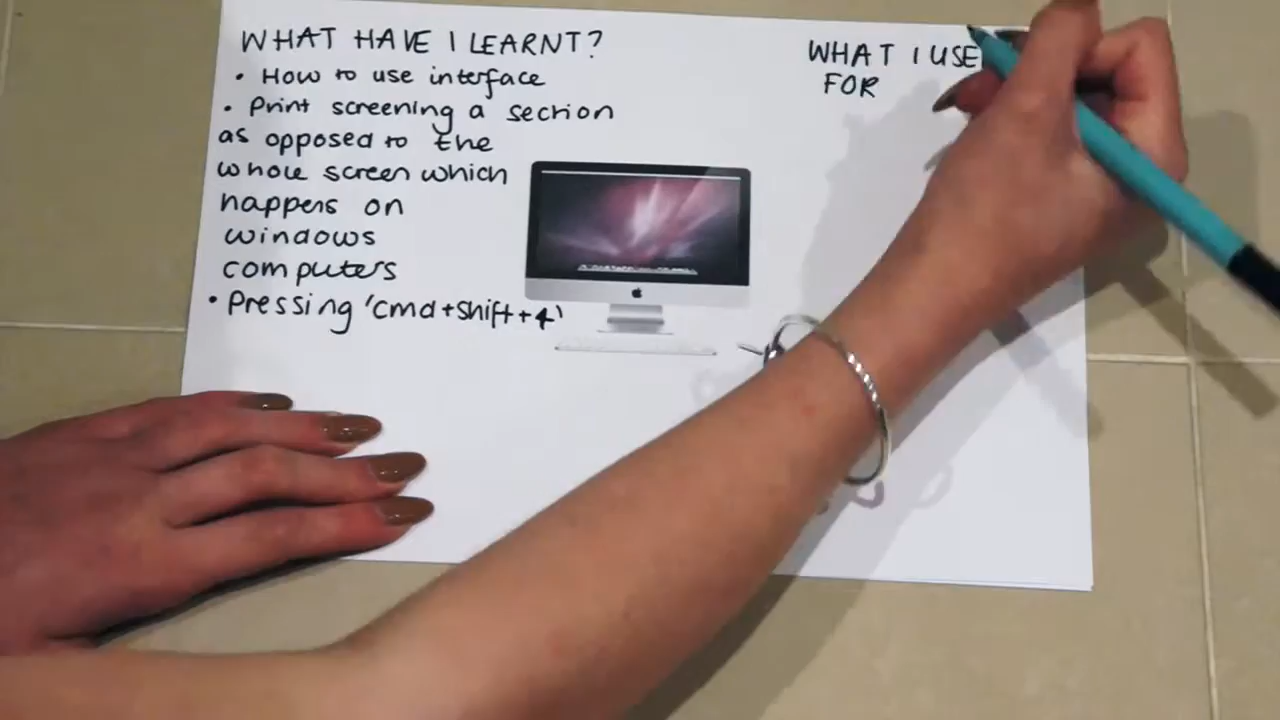 WHAT HAVE I LEARNT?
• How to use interface
• Print screening a section
as opposed to the
whole screen which
happens on
windows
computers
• Pressing 'cmd+shift+4'
WHAT I USE
FOR